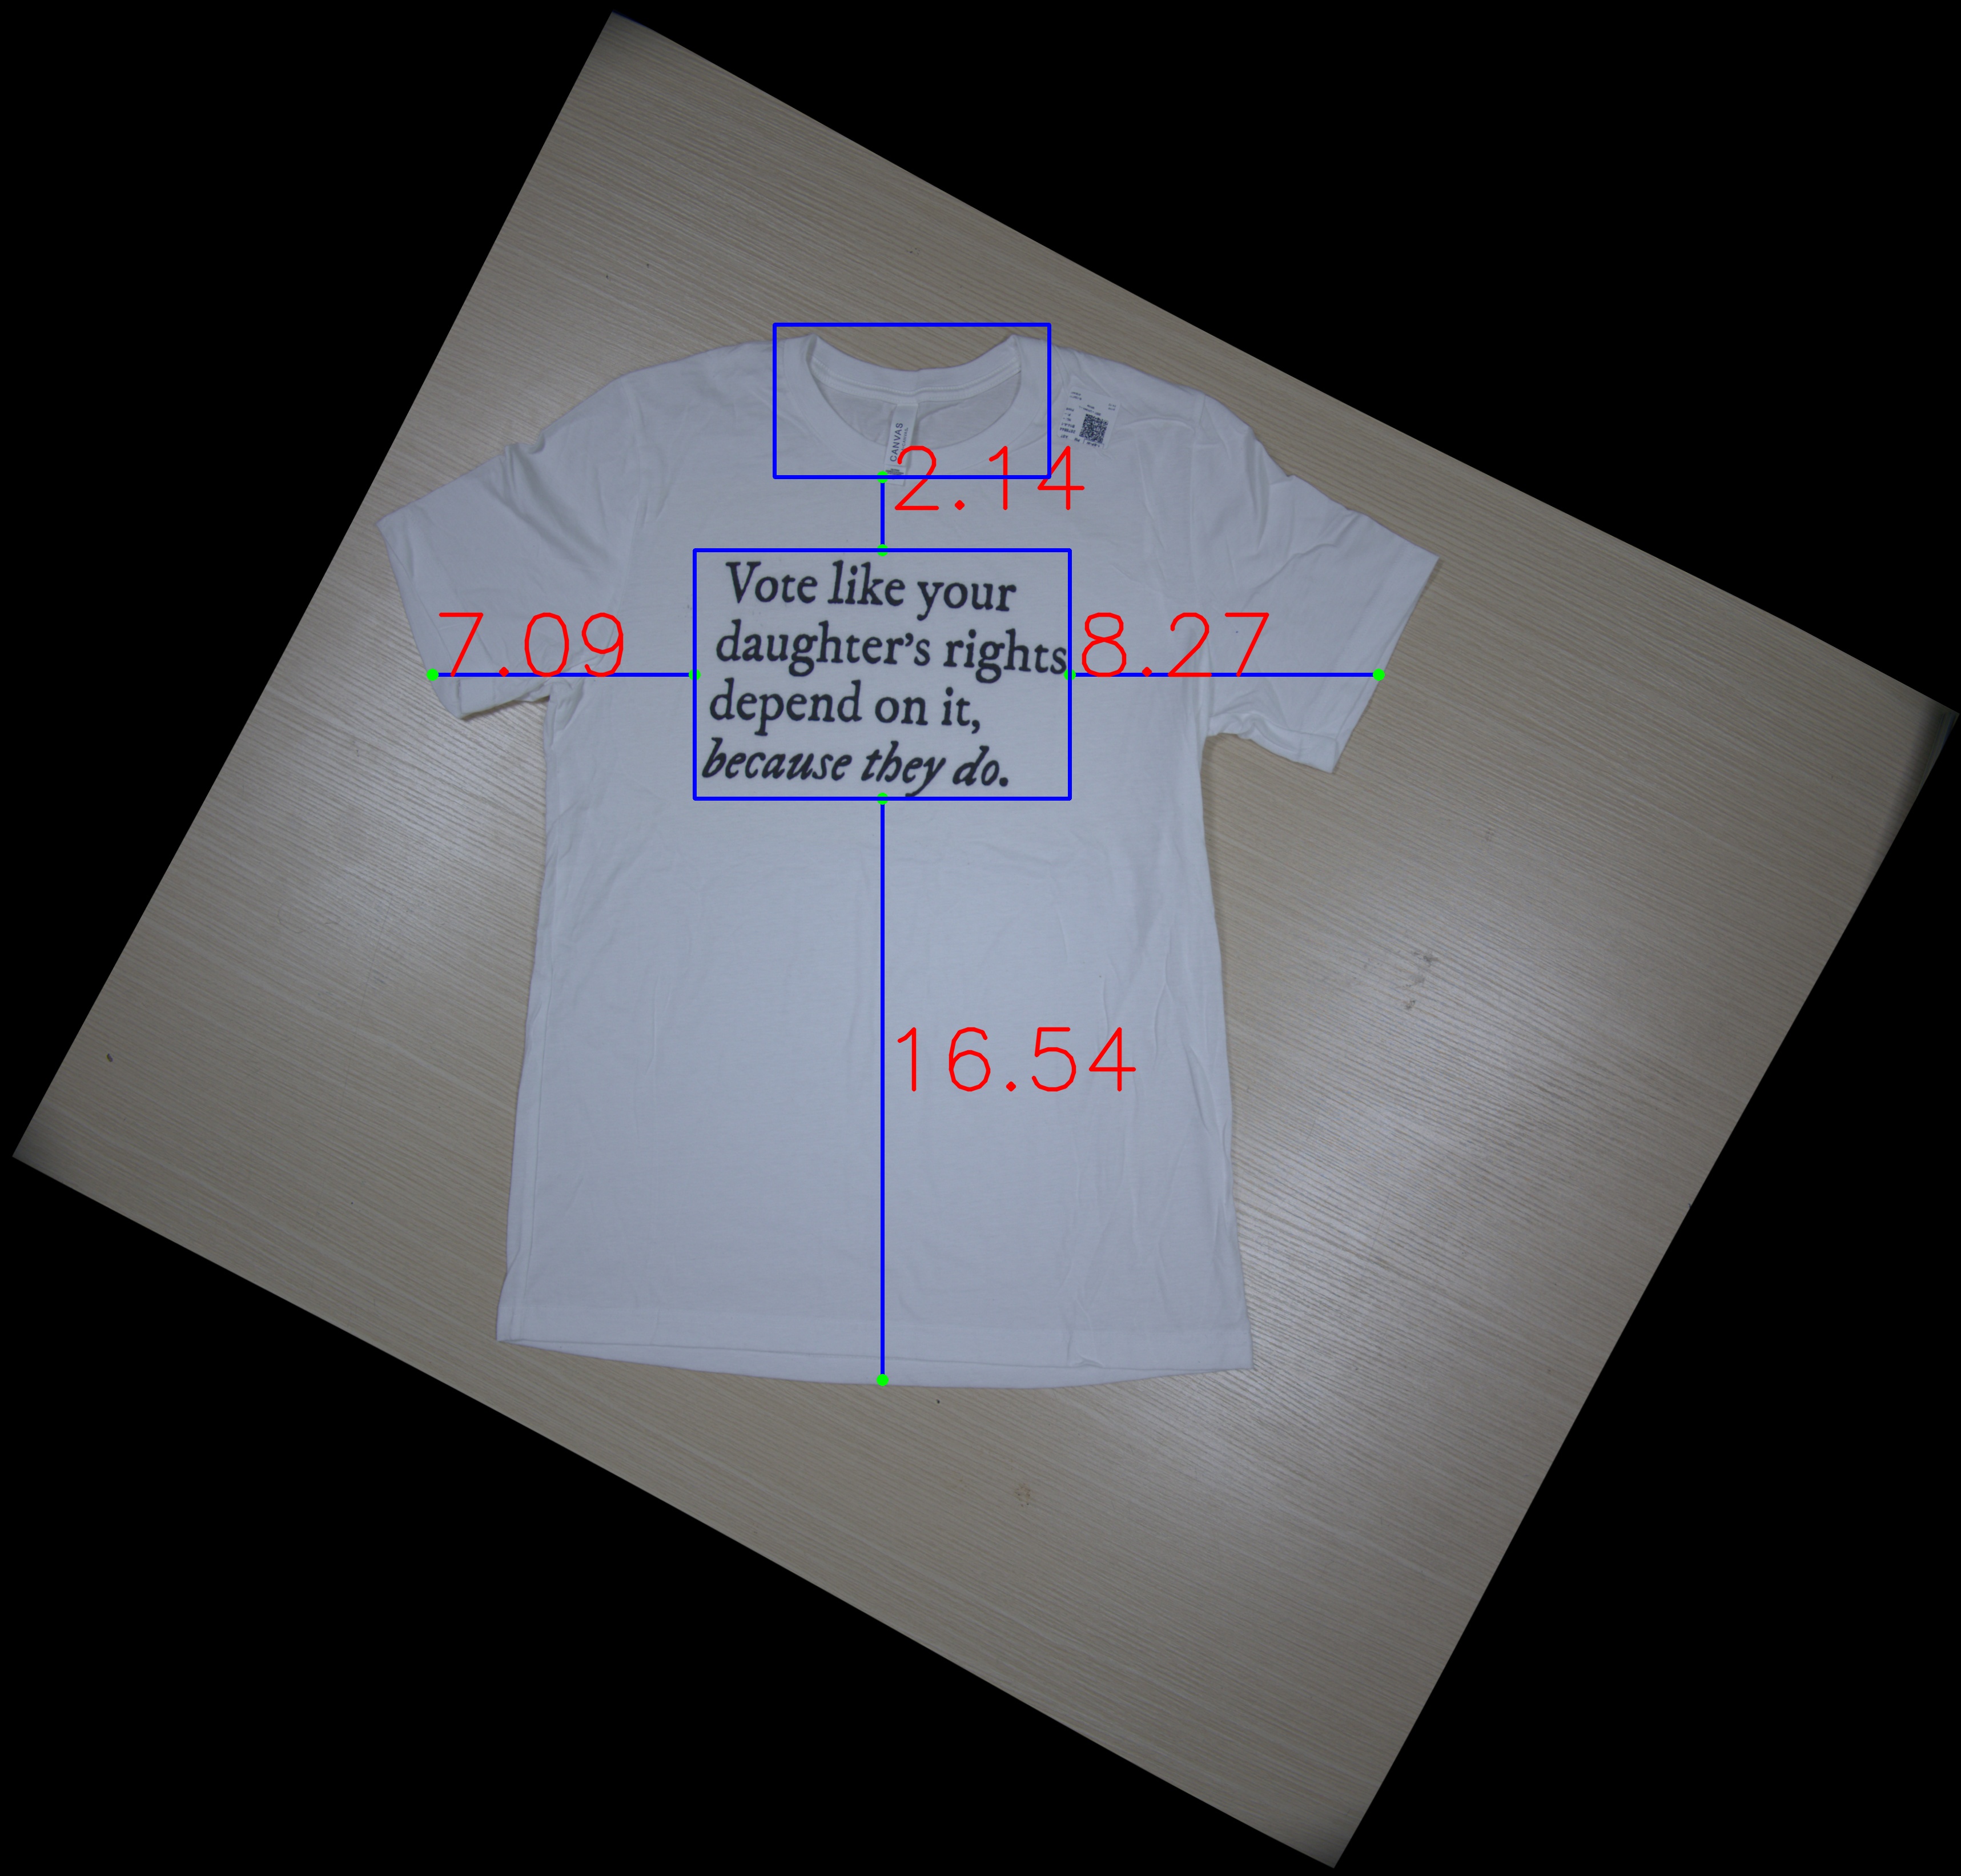 CANVAS
2.14
Vote like your
daughter's rights
depend on it,
because they do.
7.09
8.27
16.54